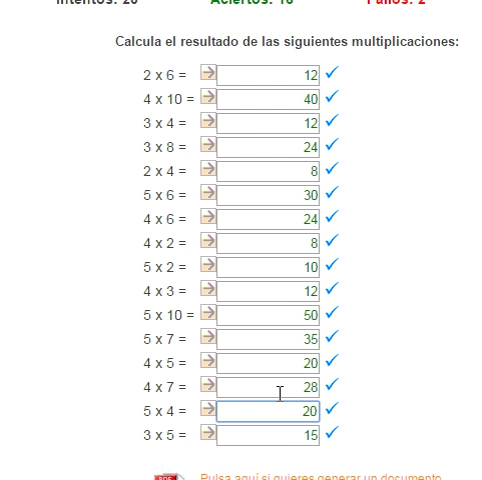 Intentos: 20 Aciertos: 18 Fallos: 2
Calcula el resultado de las siguientes multiplicaciones:
2 x 6 = 12
4 x 10 = 40
3 x 4 = 12
3 x 8 = 24
2 x 4 = 8
5 x 6 = 30
4 x 6 = 24
4 x 2 = 8
5 x 2 = 10
4 x 3 = 12
5 x 10 = 50
5 x 7 = 35
4 x 5 = 20
4 x 7 = 28
5 x 4 = 20
3 x 5 = 15
Pulsa aquí si quieres generar un documento